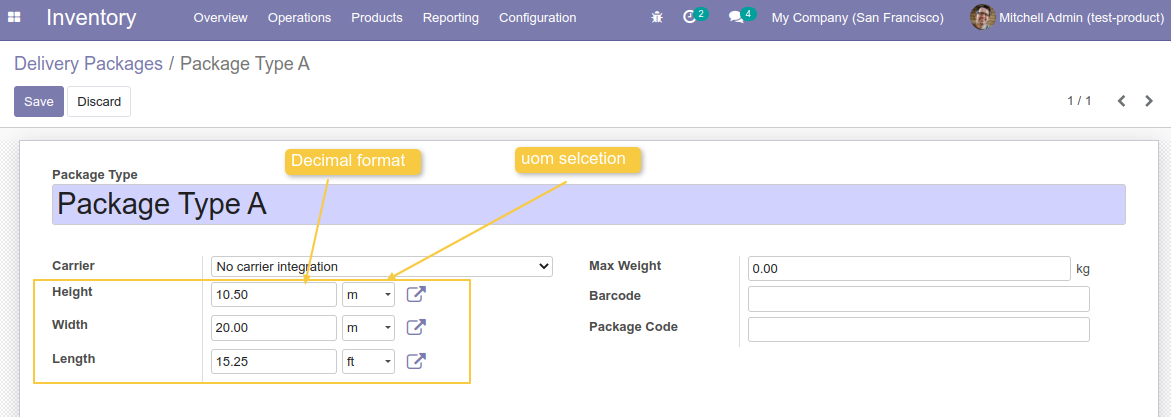 Inventory Overview Operations Products Reporting Configuration 2 4 My Company (San Francisco) Mitchell Admin (test-product)
Delivery Packages / Package Type A
Save Discard 1 / 1
Decimal format uom selcetion
Package Type
Package Type A
Carrier No carrier integration Max Weight 0.00 kg
Height 10.50 m Barcode
Width 20.00 m Package Code
Length 15.25 ft